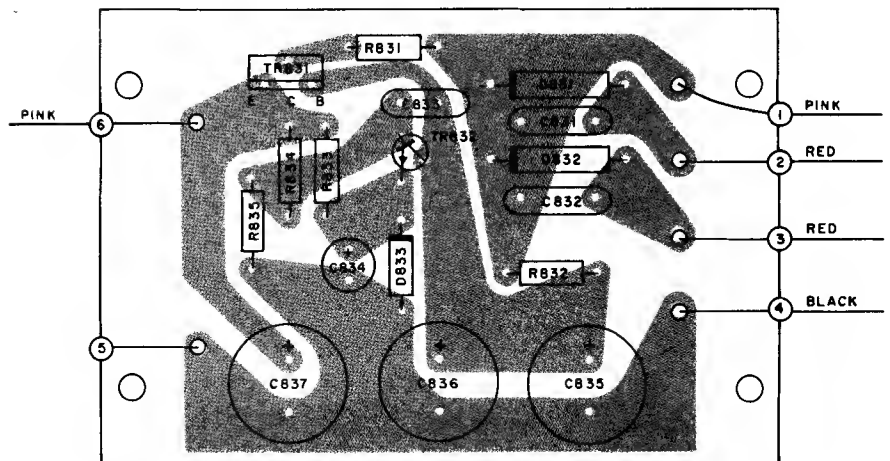 R831
TR831
E C B
D831
C833
PINK 6
1 PINK
C831
TR832
2 RED
D832
R834
R833
C832
R835
3 RED
C834
D833
R832
4 BLACK
5
+ + +
C837 C836 C835